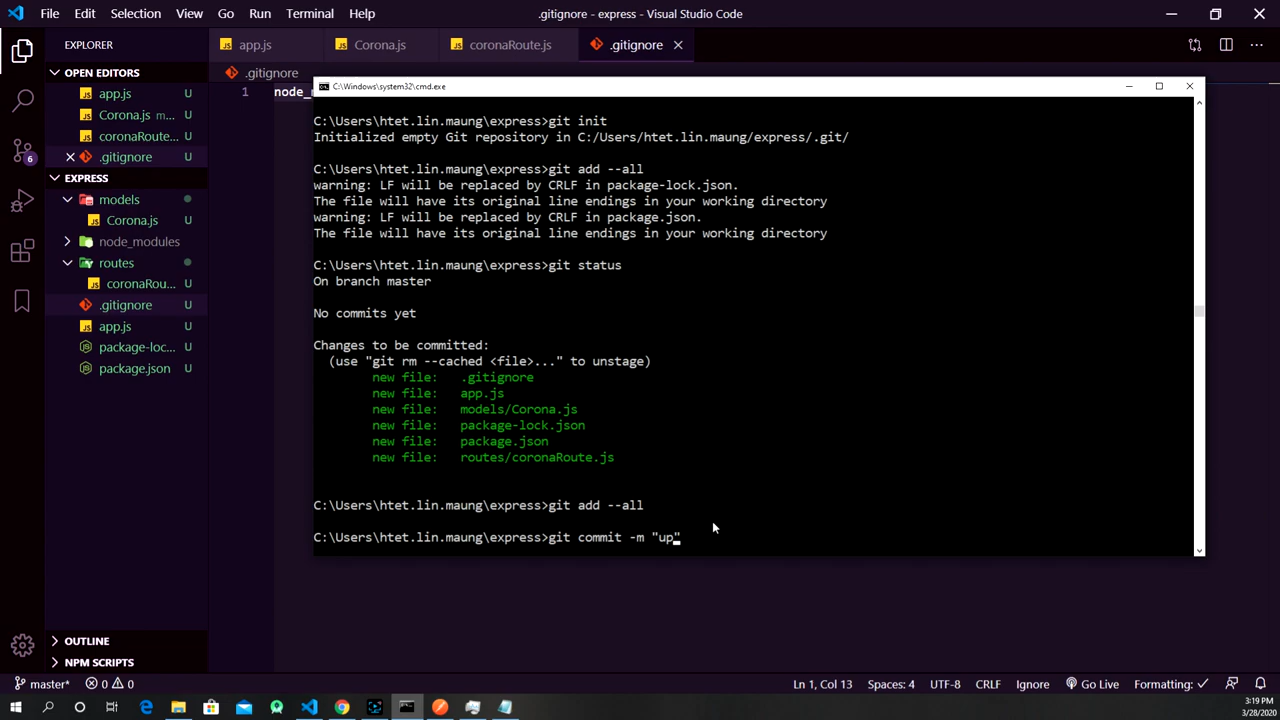 File Edit Selection View Go Run Terminal Help
.gitignore - express - Visual Studio Code
EXPLORER
OPEN EDITORS
app.js U
Corona.js m... U
coronaRoute... U
.gitignore U
EXPRESS
models
Corona.js U
node_modules
routes
coronaRou... U
.gitignore U
app.js U
package-loc... U
package.json U
OUTLINE
NPM SCRIPTS
6
app.js
Corona.js
coronaRoute.js
.gitignore
.gitignore
1 node_
C:\Windows\system32\cmd.exe
C:\Users\htet.lin.maung\express>git init
Initialized empty Git repository in C:/Users/htet.lin.maung/express/.git/
C:\Users\htet.lin.maung\express>git add --all
warning: LF will be replaced by CRLF in package-lock.json.
The file will have its original line endings in your working directory
warning: LF will be replaced by CRLF in package.json.
The file will have its original line endings in your working directory
C:\Users\htet.lin.maung\express>git status
On branch master
No commits yet
Changes to be committed:
(use "git rm --cached <file>..." to unstage)
new file: .gitignore
new file: app.js
new file: models/Corona.js
new file: package-lock.json
new file: package.json
new file: routes/coronaRoute.js
C:\Users\htet.lin.maung\express>git add --all
C:\Users\htet.lin.maung\express>git commit -m "up"
master* 0 0
Ln 1, Col 13 Spaces: 4 UTF-8 CRLF Ignore Go Live Formatting:
3:19 PM
3/28/2020